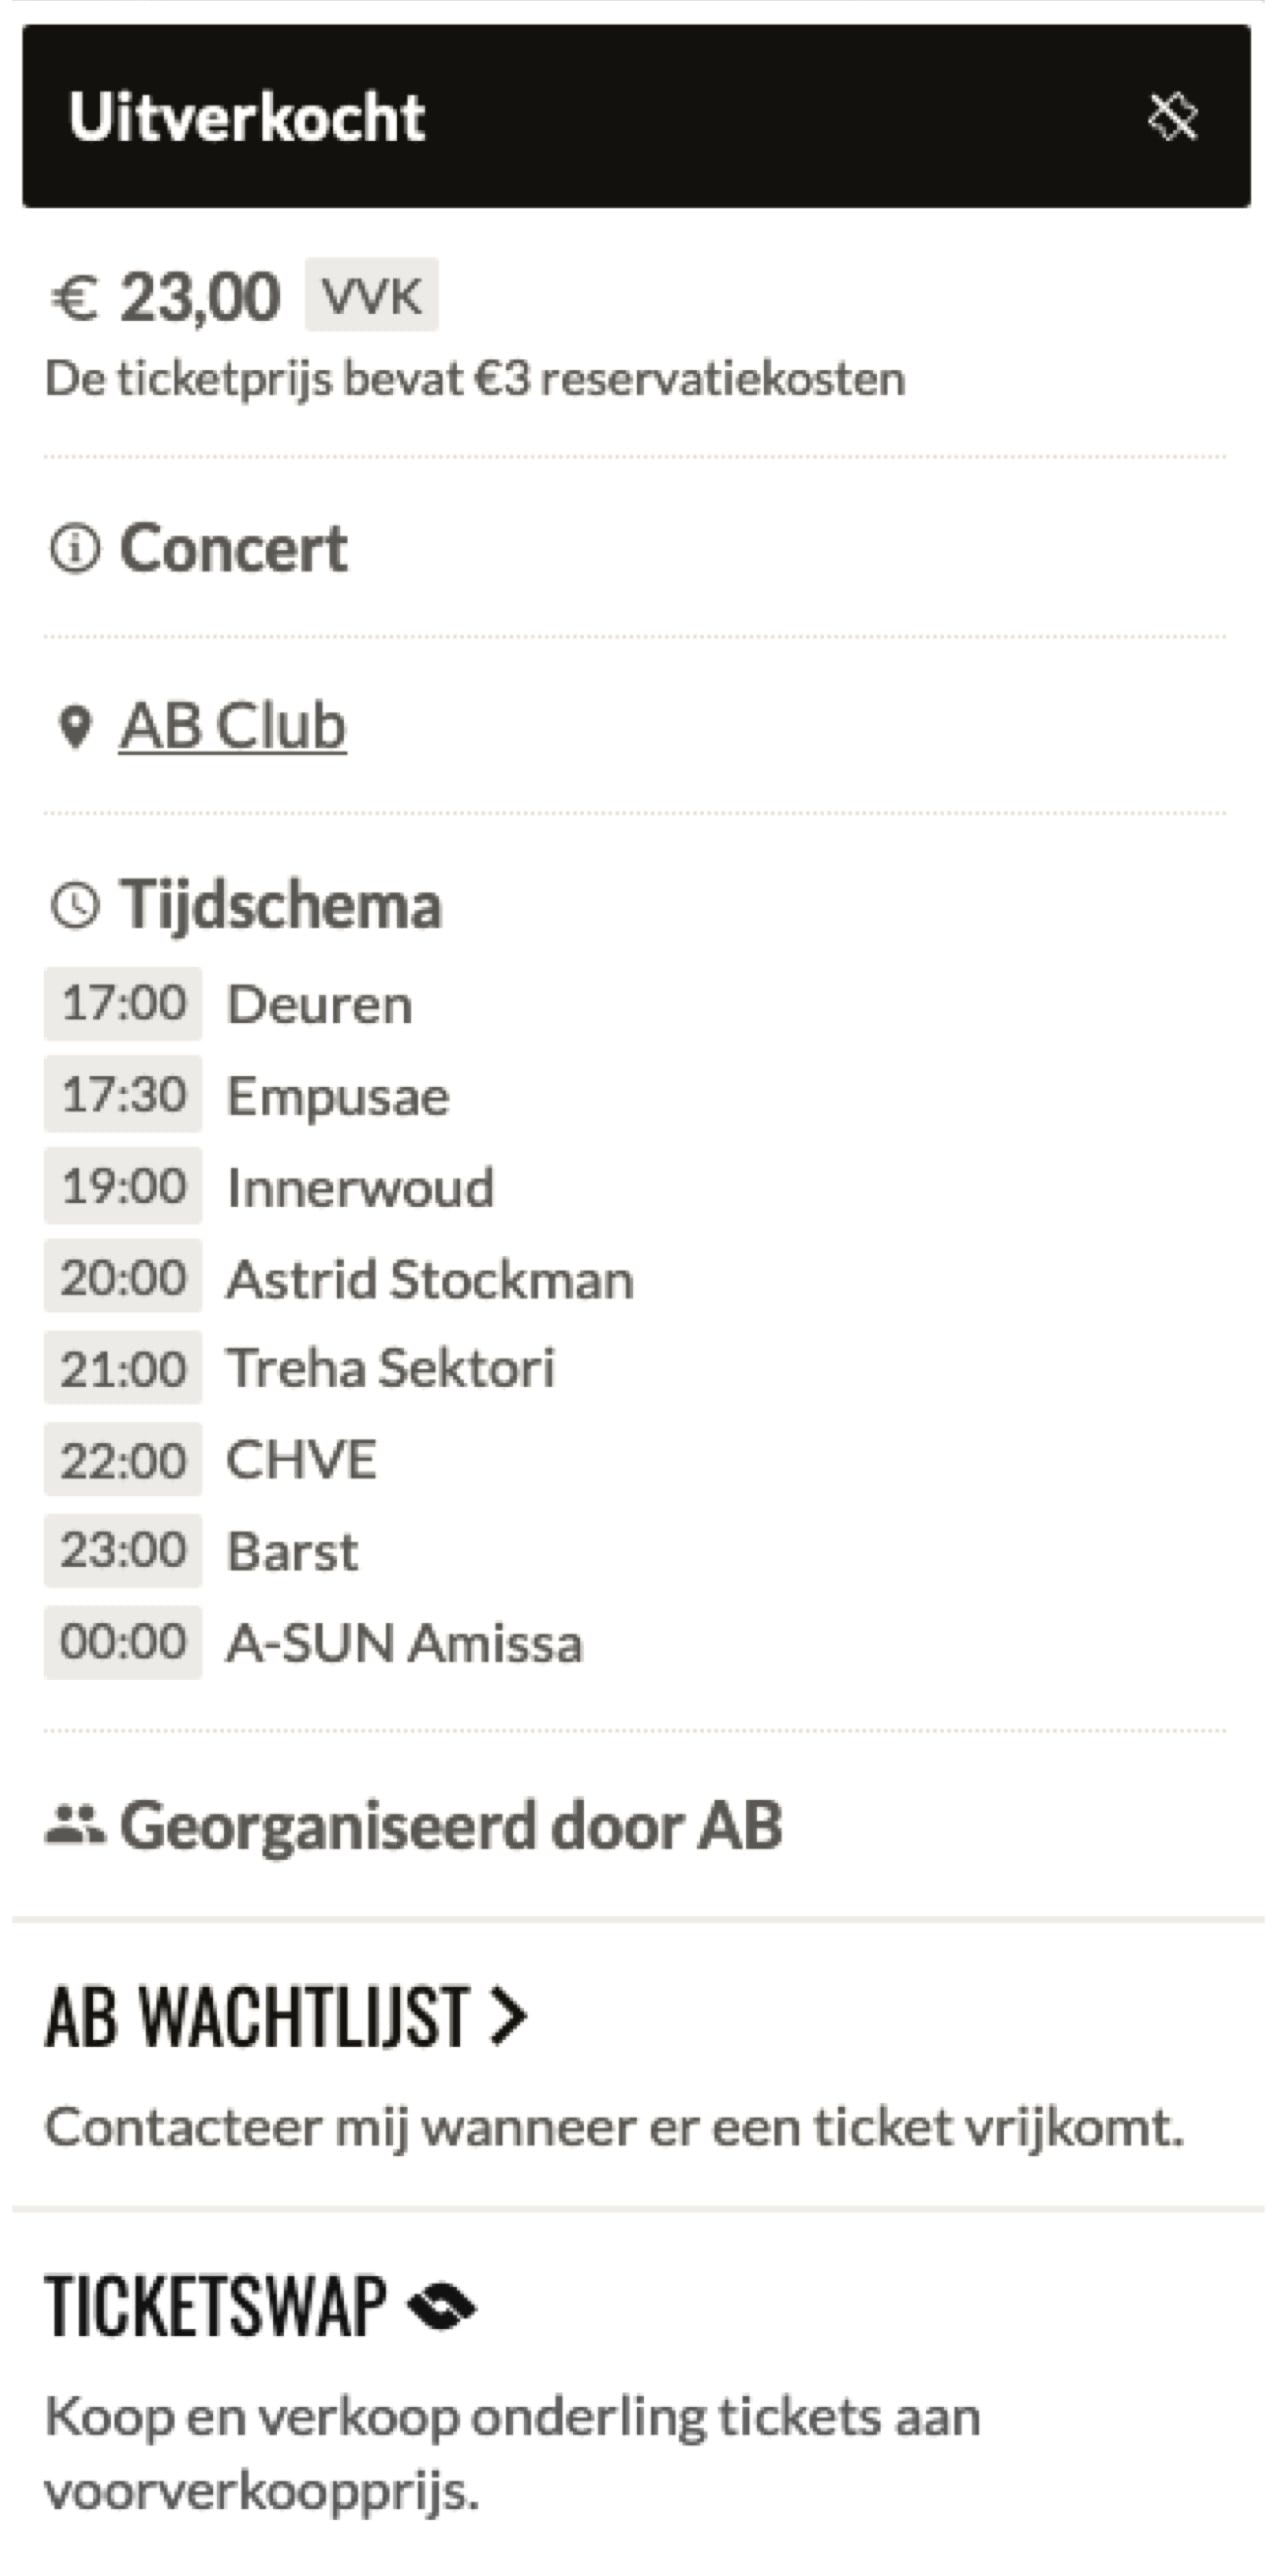 Uitverkocht
€ 23,00 VVK
De ticketprijs bevat €3 reservatiekosten
Concert
AB Club
Tijdschema
17:00 Deuren
17:30 Empusae
19:00 Innerwoud
20:00 Astrid Stockman
21:00 Treha Sektori
22:00 CHVE
23:00 Barst
00:00 A-SUN Amissa
Georganiseerd door AB
AB WACHTLIJST >
Contacteer mij wanneer er een ticket vrijkomt.
TICKETSWAP
Koop en verkoop onderling tickets aan
voorverkoopprijs.